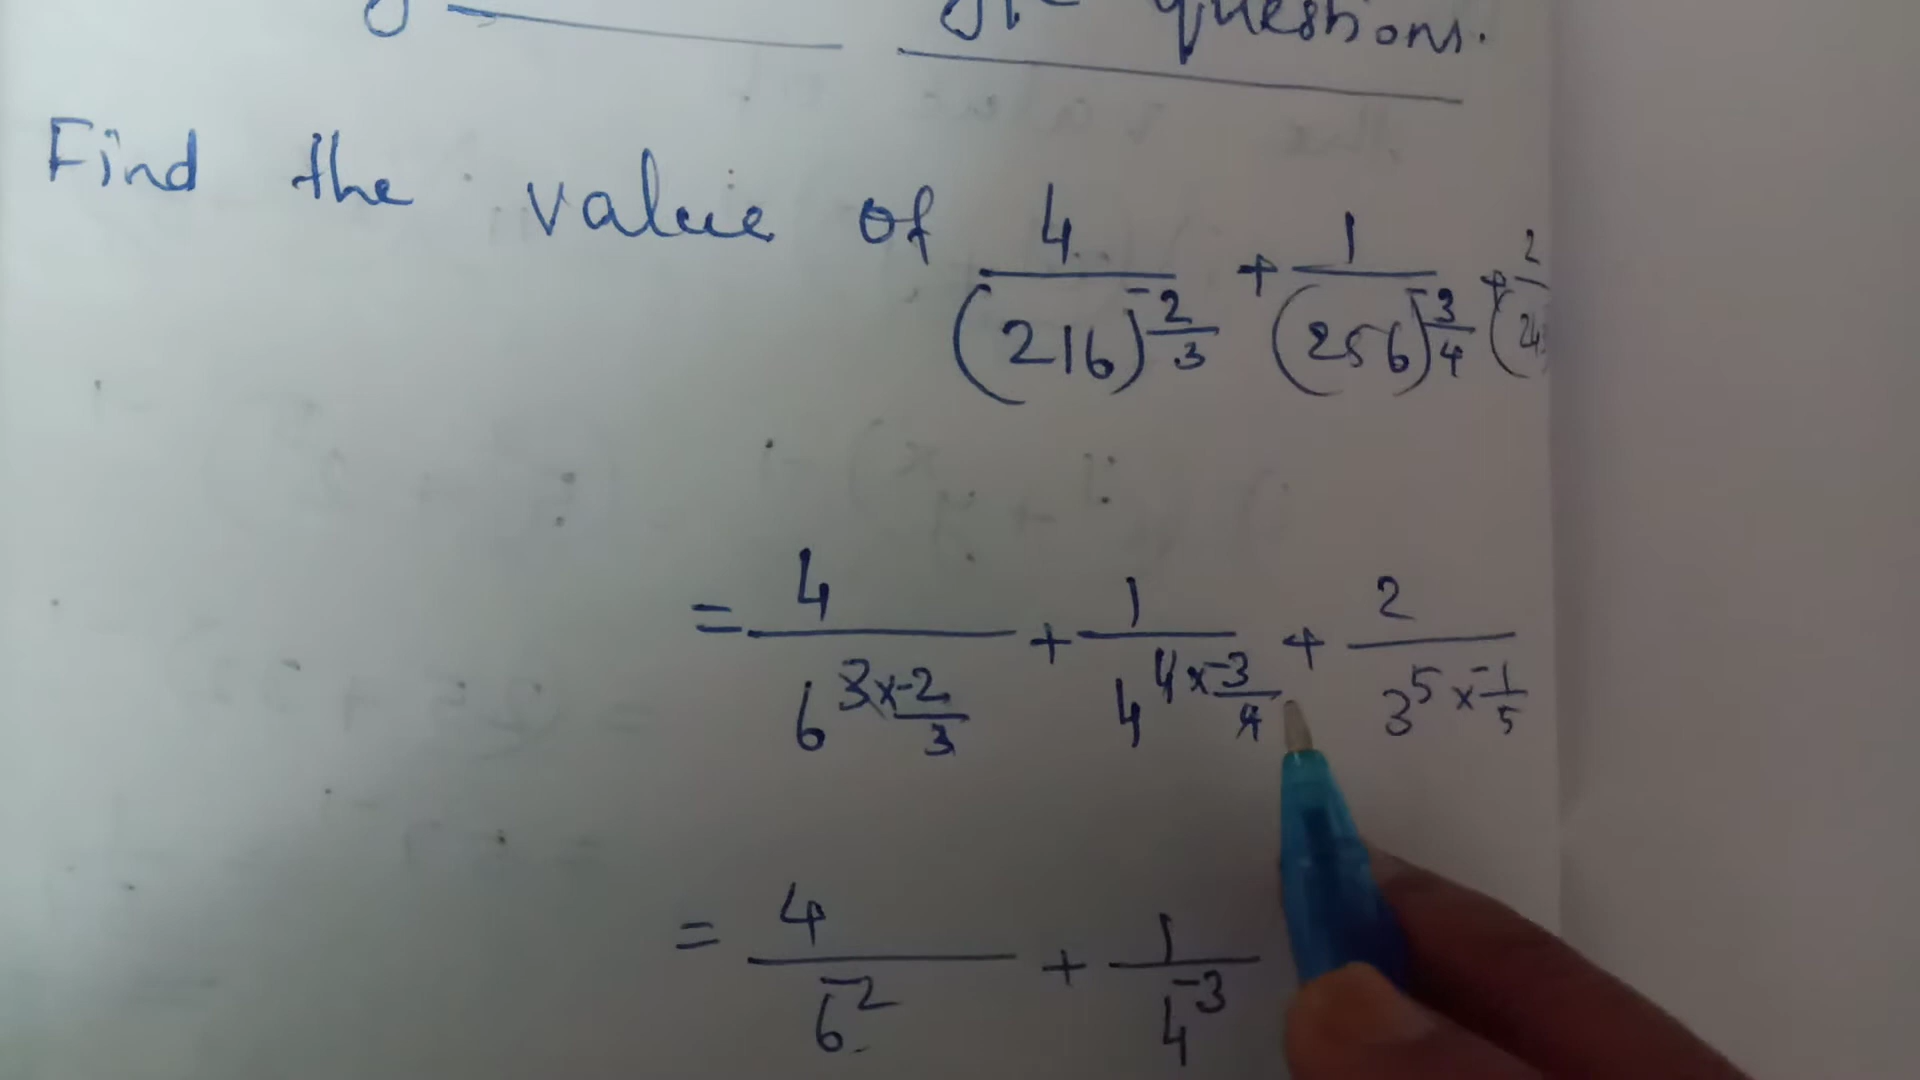 questions.
Find the value of 4/(216)^-2/3 + 1/(256)^-3/4 + 2/(24
= 4/6^3×-2/3 + 1/4^4×-3/4 + 2/3^5×-1/5
= 4/6^-2 + 1/4^-3